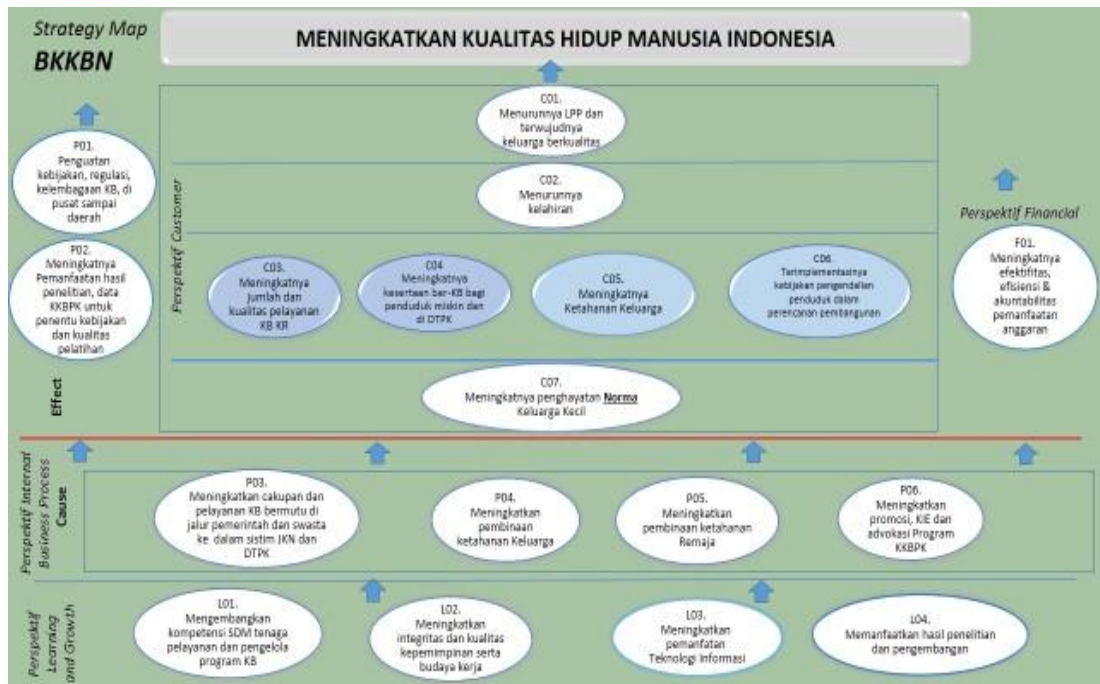 Strategy Map
BKKBN
MENINGKATKAN KUALITAS HIDUP MANUSIA INDONESIA
P01.
Penguatan
kebijakan, regulasi,
kelembagaan KB, di
pusat sampai
daerah
P02.
Meningkatnya
Pemanfaatan hasil
penelitian, data
KKBPK untuk
penentu kebijakan
dan kualitas
pelatihan
Effect
Perspektif Customer
C01.
Menurunnya LPP dan
terwujudnya
keluarga berkualitas
C02.
Menurunnya
kelahiran
C03.
Meningkatnya
jumlah dan
kualitas pelayanan
KB KR
C04
Meningkatnya
kesertaan ber-KB bagi
penduduk miskin dan
di DTPK
C05.
Meningkatnya
Ketahanan Keluarga
C06.
Terimplementasinya
kebijakan pengendalian
penduduk dalam
perencanan pembangunan
C07.
Meningkatnya penghayatan Norma
Keluarga Kecil
Perspektif Financial
F01.
Meningkatnya
efektifitas,
efisiensi &
akuntabilitas
pemanfaatan
anggaran
Perspektif Internal
Business Process
Cause
P03.
Meningkatkan cakupan dan
pelayanan KB bermutu di
jalur pemerintah dan swasta
ke dalam sistim JKN dan
DTPK
P04.
Meningkatkan
pembinaan
ketahanan Keluarga
P05.
Meningkatkan
pembinaan ketahanan
Remaja
P06.
Meningkatkan
promosi, KIE dan
advokasi Program
KKBPK
Perspektif
Learning
and Growth
L01.
Mengembangkan
kompetensi SDM tenaga
pelayanan dan pengelola
program KB
L02.
Meningkatkan
integritas dan kualitas
kepemimpinan serta
budaya kerja
L03.
Meningkatkan
pemanfatan
Teknologi Informasi
L04.
Memanfaatkan hasil penelitian
dan pengembangan